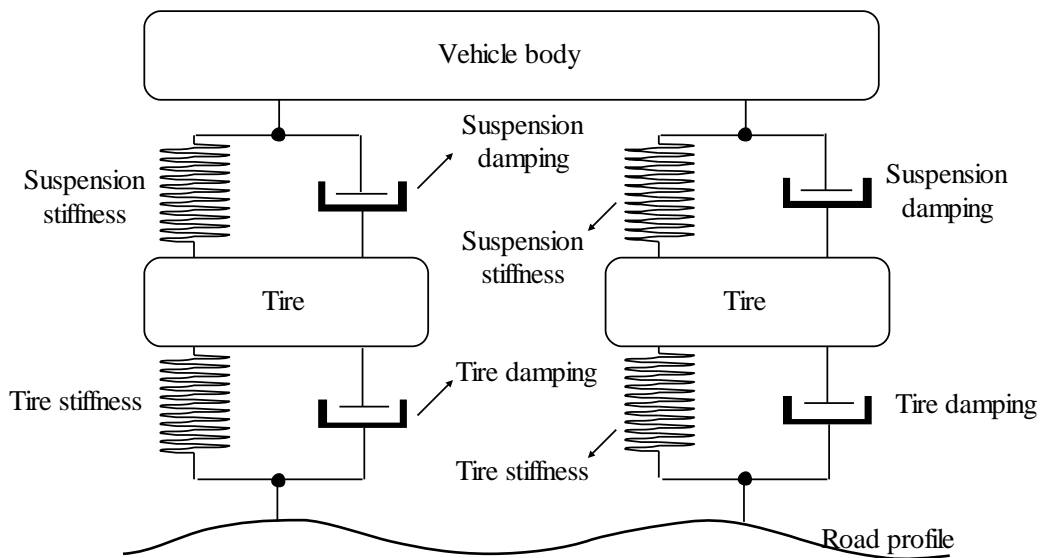 Vehicle body
Suspension
damping
Suspension
stiffness
Suspension
damping
Suspension
stiffness
Tire
Tire
Tire stiffness
Tire damping
Tire damping
Tire stiffness
Road profile